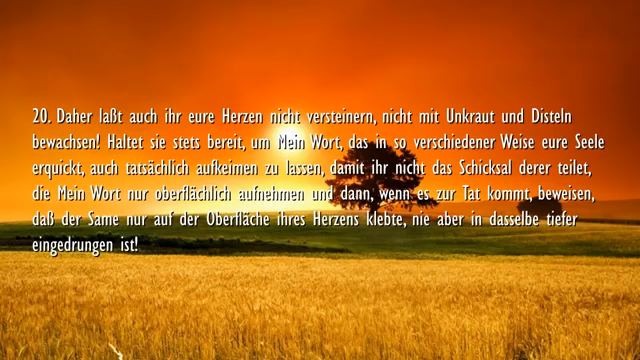 20. Daher laßt auch ihr eure Herzen nicht versteinern, nicht mit Unkraut und Disteln
bewachsen! Haltet sie stets bereit, um Mein Wort, das in so verschiedener Weise eure Seele
erquickt, auch tatsächlich aufkeimen zu lassen, damit ihr nicht das Schicksal derer teilet,
die Mein Wort nur oberflächlich aufnehmen und dann, wenn es zur Tat kommt, beweisen,
daß der Same nur auf der Oberfläche ihres Herzens klebte, nie aber in dasselbe tiefer
eingedrungen ist!